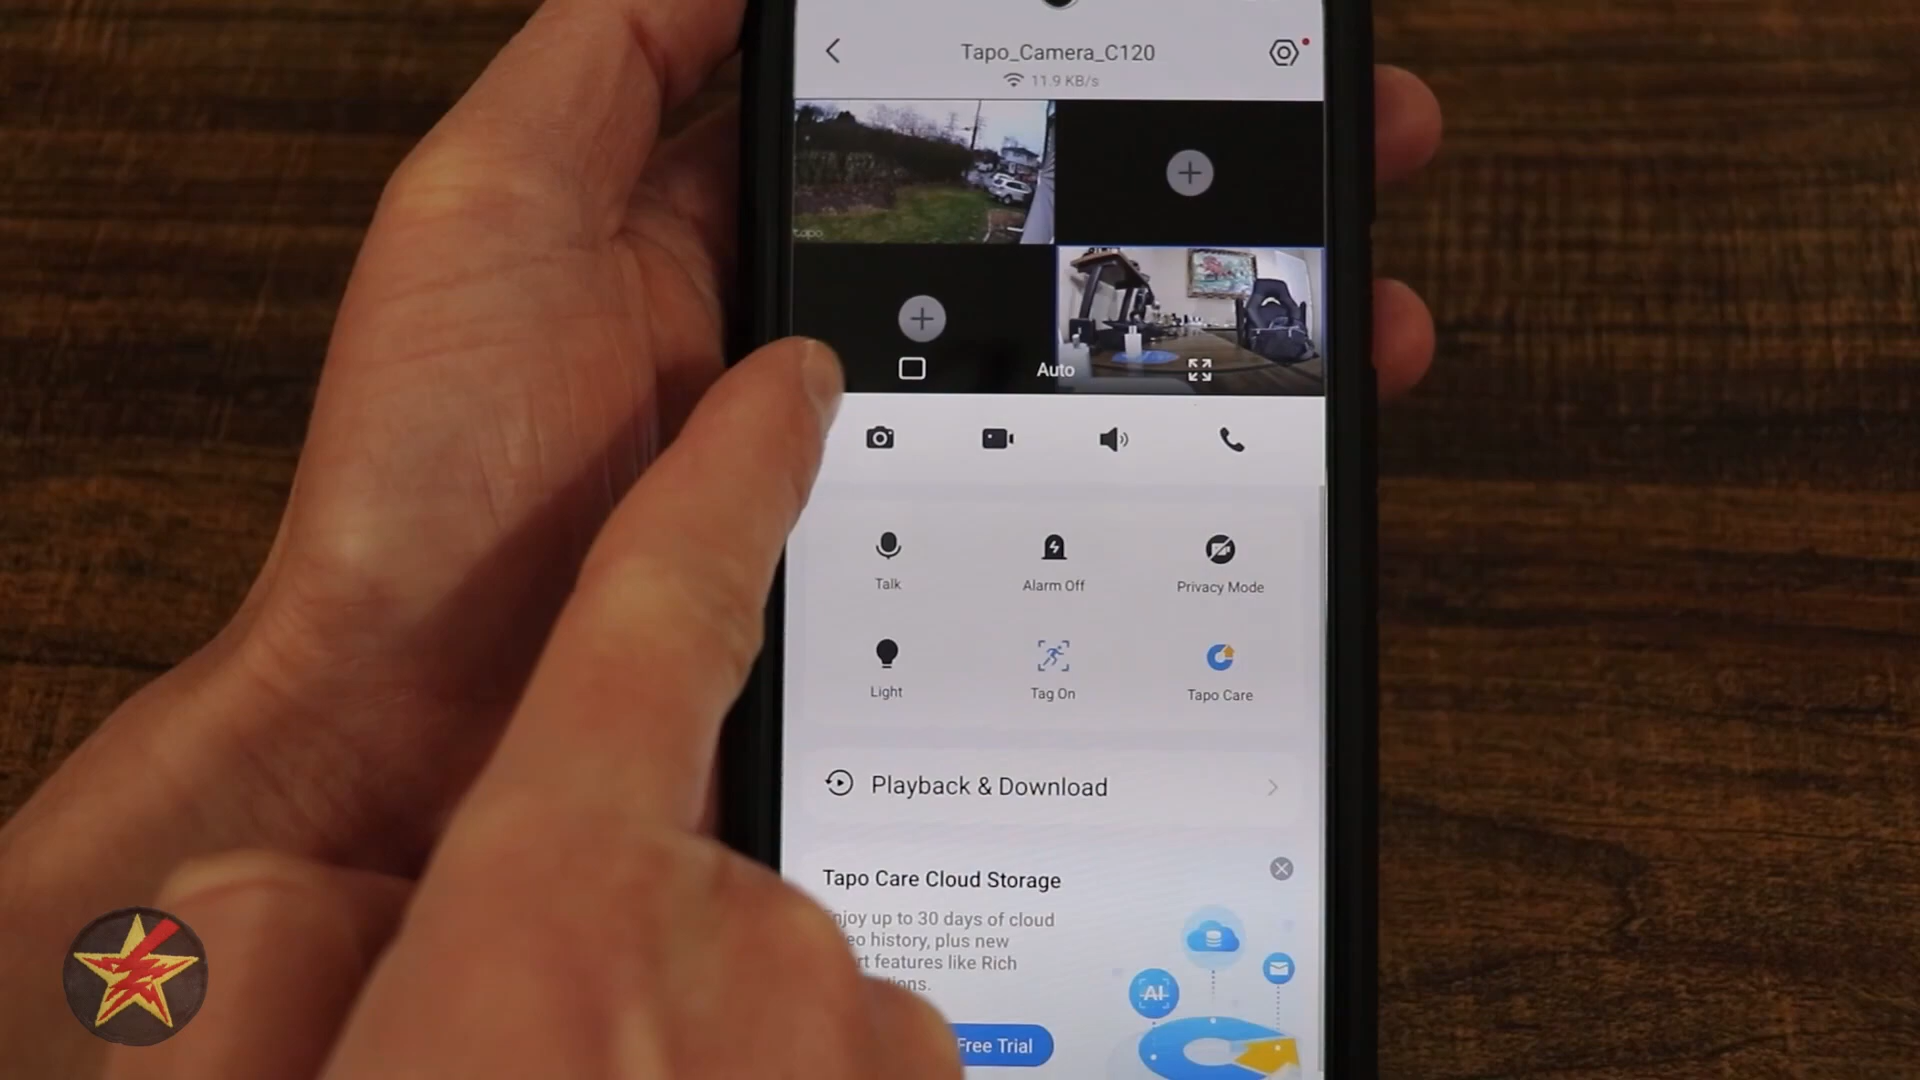 Tapo_Camera_C120
11.9 KB/s
tapo
Auto
Talk
Alarm Off
Privacy Mode
Light
Tag On
Tapo Care
Playback & Download
Tapo Care Cloud Storage
njoy up to 30 days of cloud
eo history, plus new
rt features like Rich
ions.
AI
Free Trial